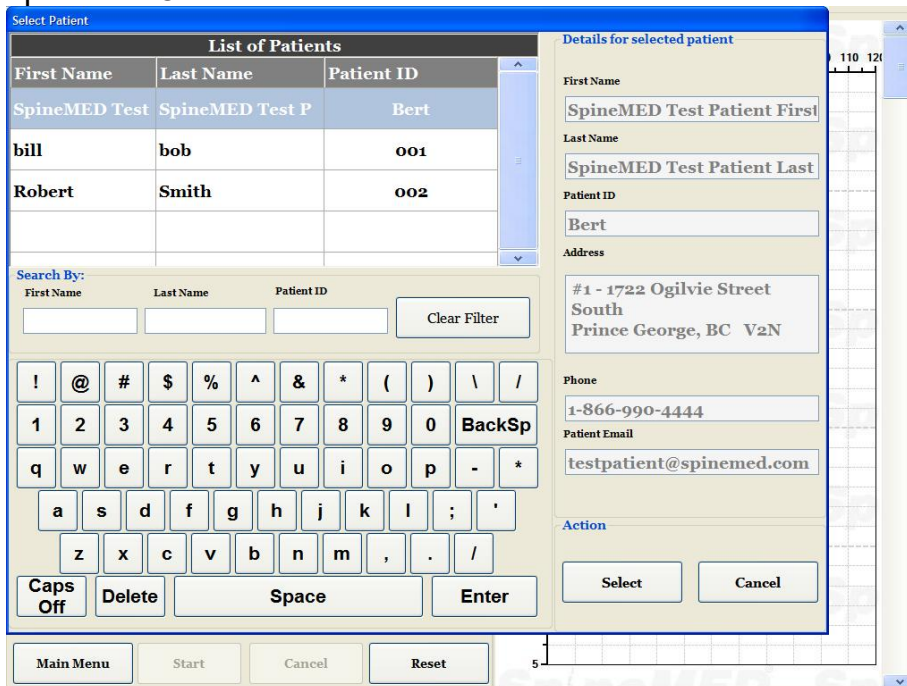 Select Patient
List of Patients
First Name Last Name Patient ID
SpineMED Test SpineMED Test P Bert
bill bob 001
Robert Smith 002
Search By:
First Name Last Name Patient ID
Clear Filter
! @ # $ % ^ & * ( ) \ /
1 2 3 4 5 6 7 8 9 0 BackSp
q w e r t y u i o p - *
a s d f g h j k l ; '
z x c v b n m , . /
Caps Off Delete Space Enter
Details for selected patient
First Name
SpineMED Test Patient First
Last Name
SpineMED Test Patient Last
Patient ID
Bert
Address
#1 - 1722 Ogilvie Street
South
Prince George, BC V2N
Phone
1-866-990-4444
Patient Email
testpatient@spinemed.com
Action
Select Cancel
110 120
Main Menu Start Cancel Reset
5
SpineMED